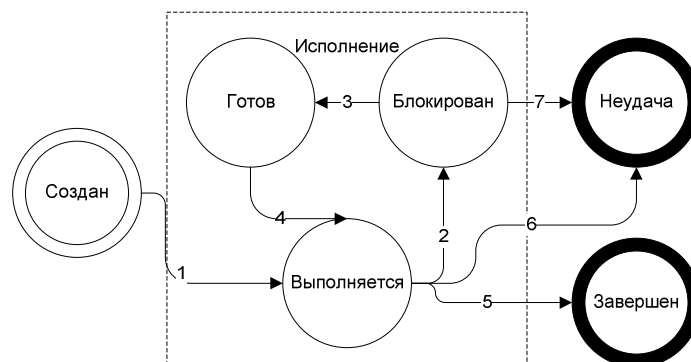 Исполнение
Готов
3
Блокирован
7
Неудача
Создан
4
2
6
1
Выполняется
5
Завершен